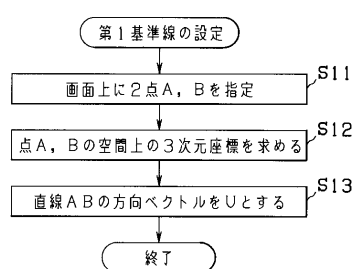 第1基準線の設定
画面上に2点A,Bを指定
S11
点A,Bの空間上の3次元座標を求める
S12
直線ABの方向ベクトルをUとする
S13
終了